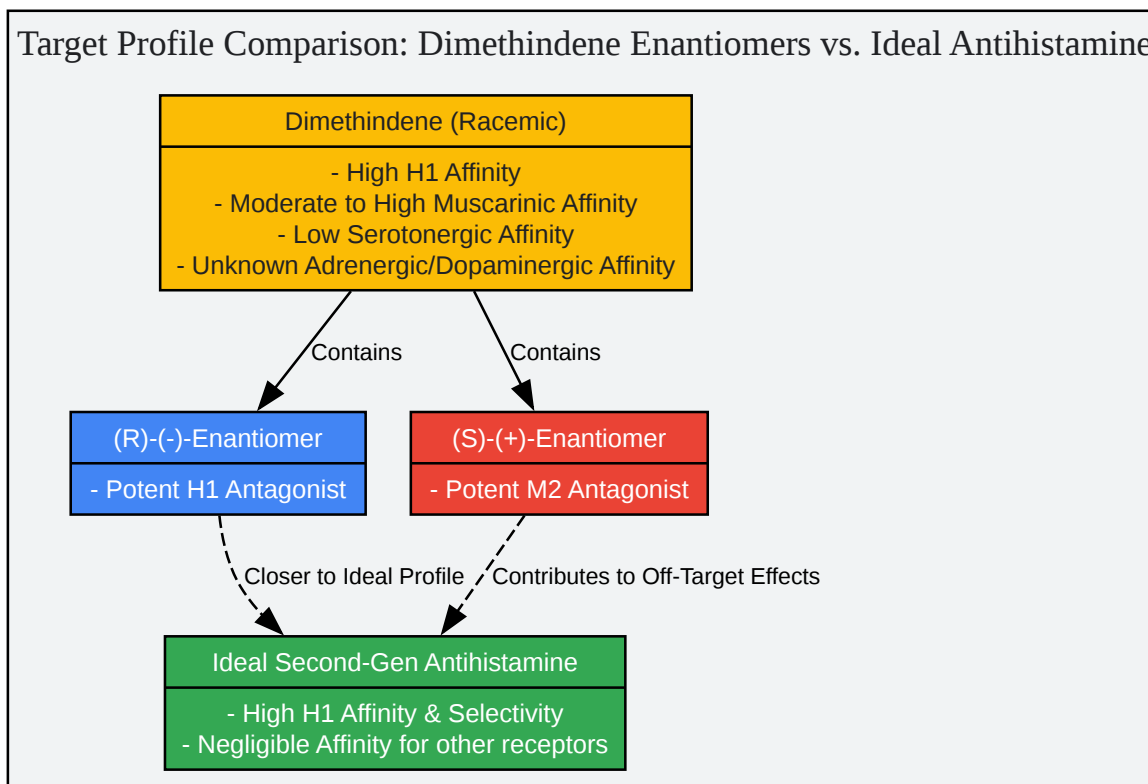 Target Profile Comparison: Dimethindene Enantiomers vs. Ideal Antihistamine
Dimethindene (Racemic)
- High H1 Affinity
- Moderate to High Muscarinic Affinity
- Low Serotonergic Affinity
- Unknown Adrenergic/Dopaminergic Affinity
Contains
Contains
(R)-(-)-Enantiomer
- Potent H1 Antagonist
(S)-(+)-Enantiomer
- Potent M2 Antagonist
Closer to Ideal Profile
Contributes to Off-Target Effects
Ideal Second-Gen Antihistamine
- High H1 Affinity & Selectivity
- Negligible Affinity for other receptors